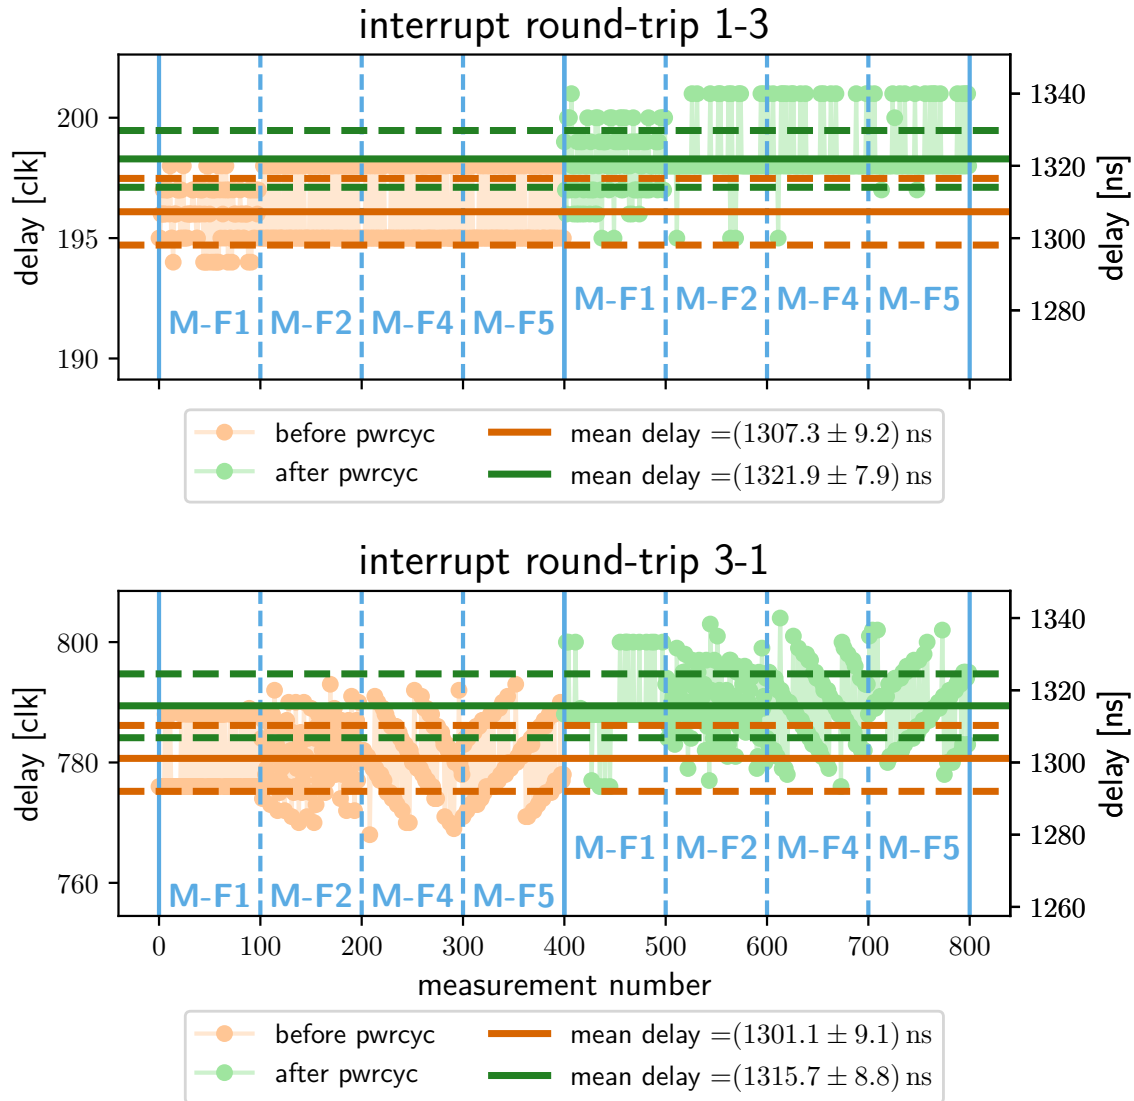 interrupt round-trip 1-3
delay [clk]
200
195
190
1340
1320
1300
1280
delay [ns]
M-F1 M-F2 M-F4 M-F5 M-F1 M-F2 M-F4 M-F5
before pwrcyc mean delay =(1307.3 ± 9.2) ns
after pwrcyc mean delay =(1321.9 ± 7.9) ns
interrupt round-trip 3-1
delay [clk]
800
780
760
1340
1320
1300
1280
1260
delay [ns]
M-F1 M-F2 M-F4 M-F5 M-F1 M-F2 M-F4 M-F5
0 100 200 300 400 500 600 700 800
measurement number
before pwrcyc mean delay =(1301.1 ± 9.1) ns
after pwrcyc mean delay =(1315.7 ± 8.8) ns